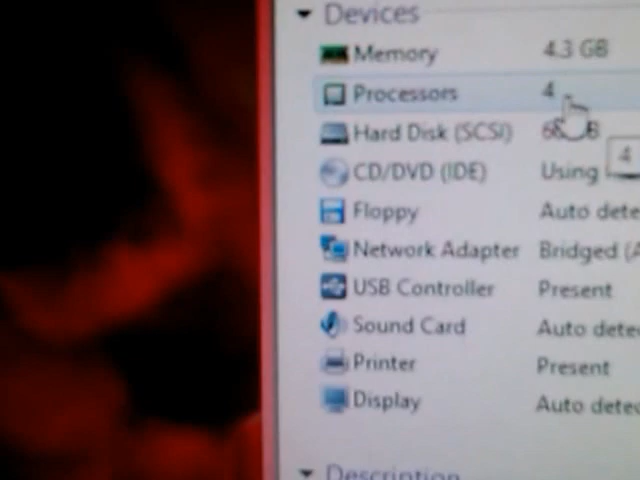 Devices
Memory 4.3 GB
Processors 4
Hard Disk (SCSI)
4
CD/DVD (IDE) Using
Floppy Auto dete
Network Adapter Bridged (A
USB Controller Present
Sound Card Auto dete
Printer Present
Display Auto dete
Description